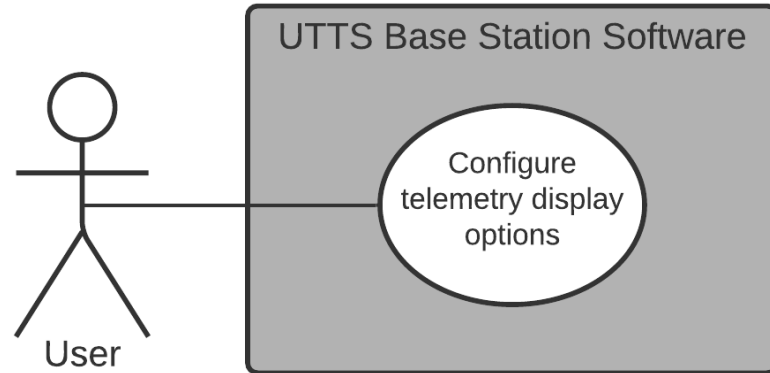 UTTS Base Station Software
Configure
telemetry display
options
User